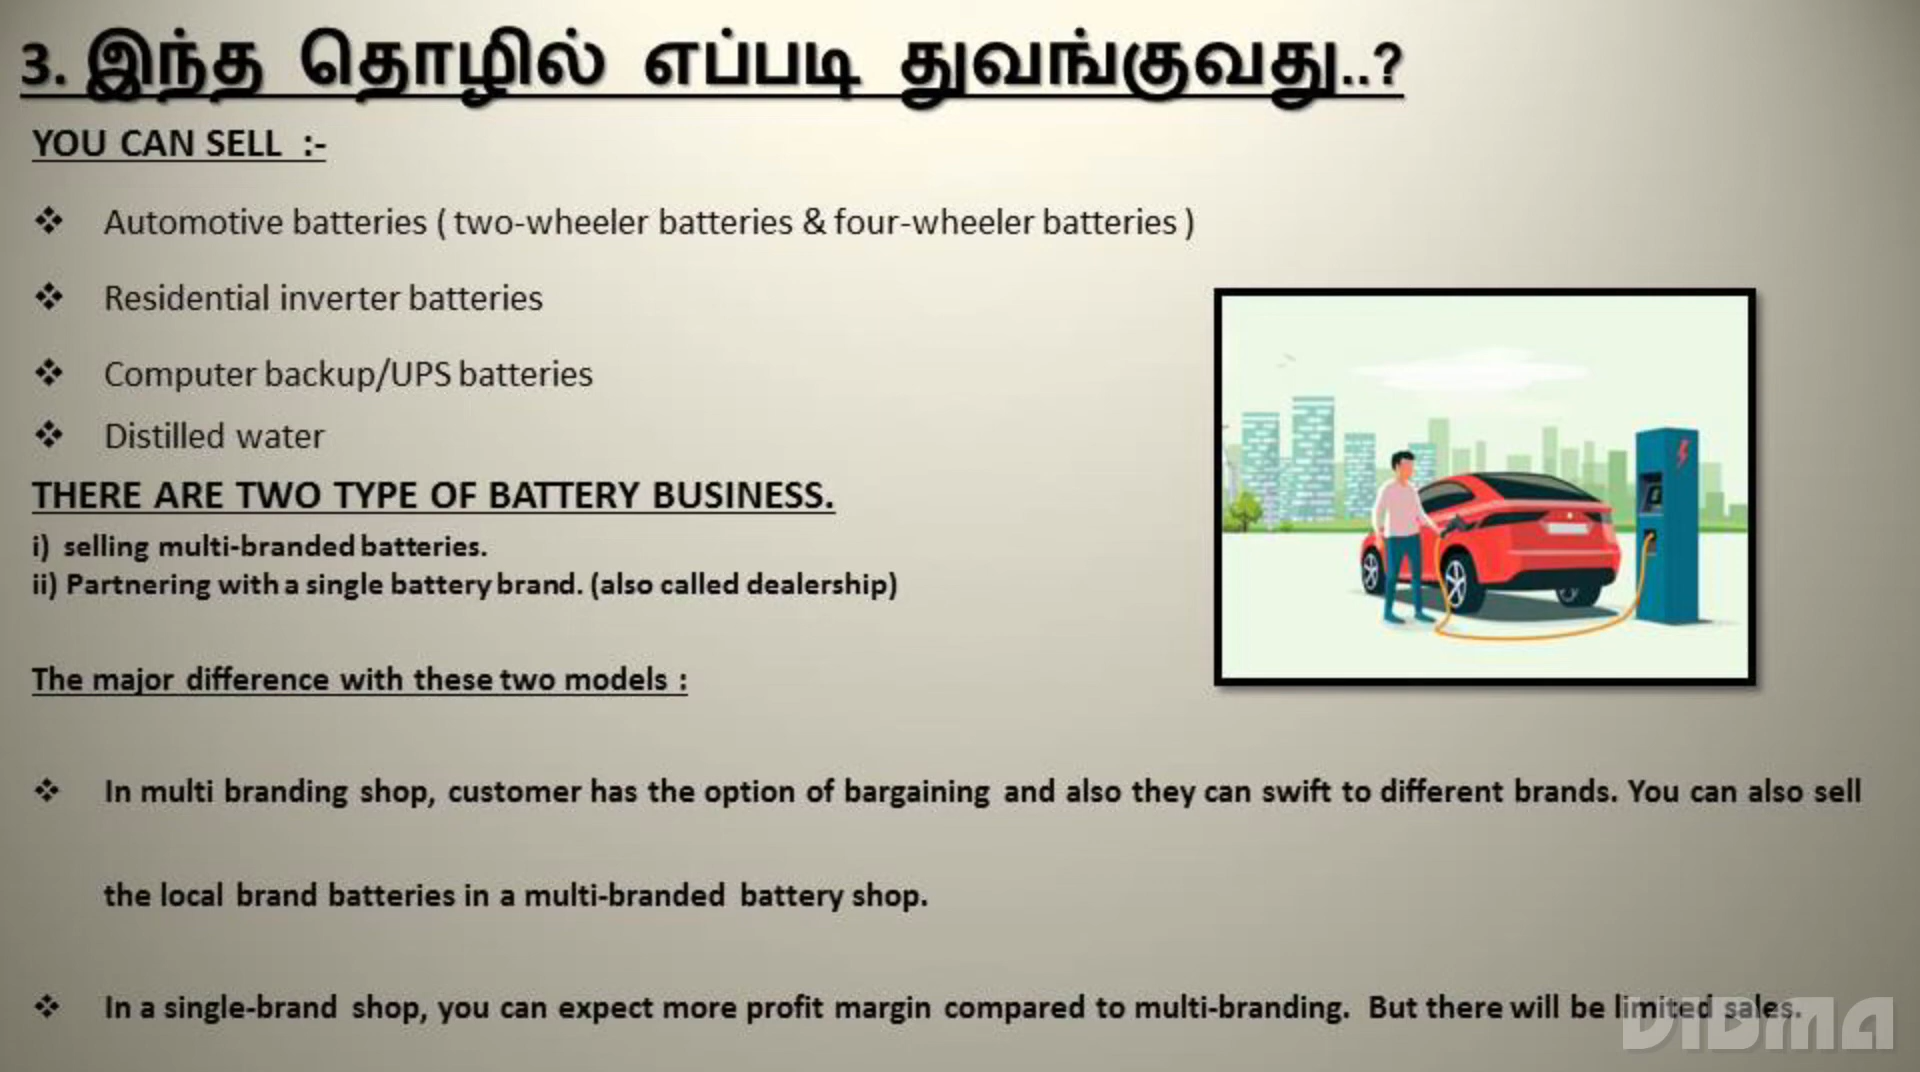 3. இந்த தொழில் எப்படி துவங்குவது..?
YOU CAN SELL :-
❖ Automotive batteries ( two-wheeler batteries & four-wheeler batteries )
❖ Residential inverter batteries
❖ Computer backup/UPS batteries
❖ Distilled water
THERE ARE TWO TYPE OF BATTERY BUSINESS.
i) selling multi-branded batteries.
ii) Partnering with a single battery brand. (also called dealership)
The major difference with these two models :
❖ In multi branding shop, customer has the option of bargaining and also they can swift to different brands. You can also sell
the local brand batteries in a multi-branded battery shop.
❖ In a single-brand shop, you can expect more profit margin compared to multi-branding. But there will be limited sales.
VIBMA